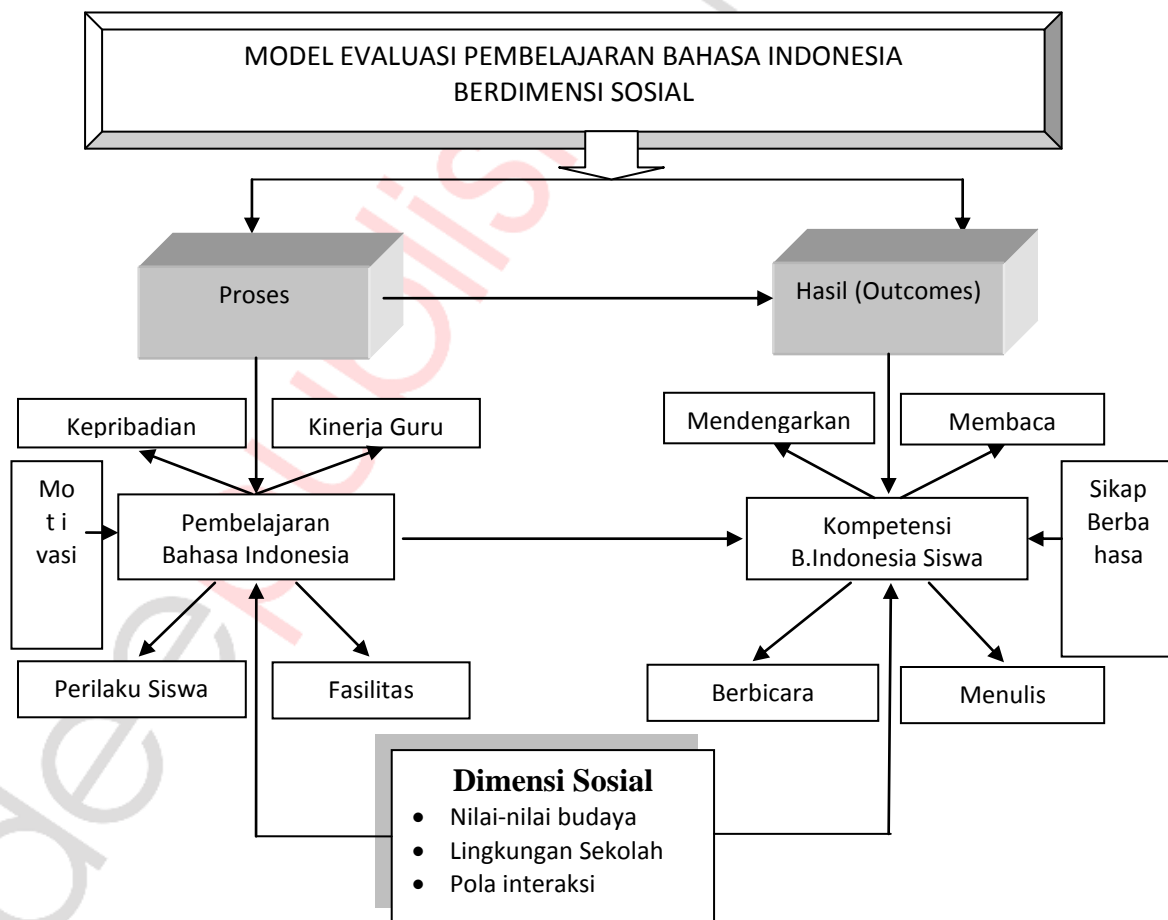 MODEL EVALUASI PEMBELAJARAN BAHASA INDONESIA
BERDIMENSI SOSIAL
Proses
Hasil (Outcomes)
Kepribadian
Kinerja Guru
Mendengarkan
Membaca
Mo
t i
vasi
Pembelajaran
Bahasa Indonesia
Kompetensi
B.Indonesia Siswa
Sikap
Berba
hasa
Perilaku Siswa
Fasilitas
Berbicara
Menulis
Dimensi Sosial
• Nilai-nilai budaya
• Lingkungan Sekolah
• Pola interaksi